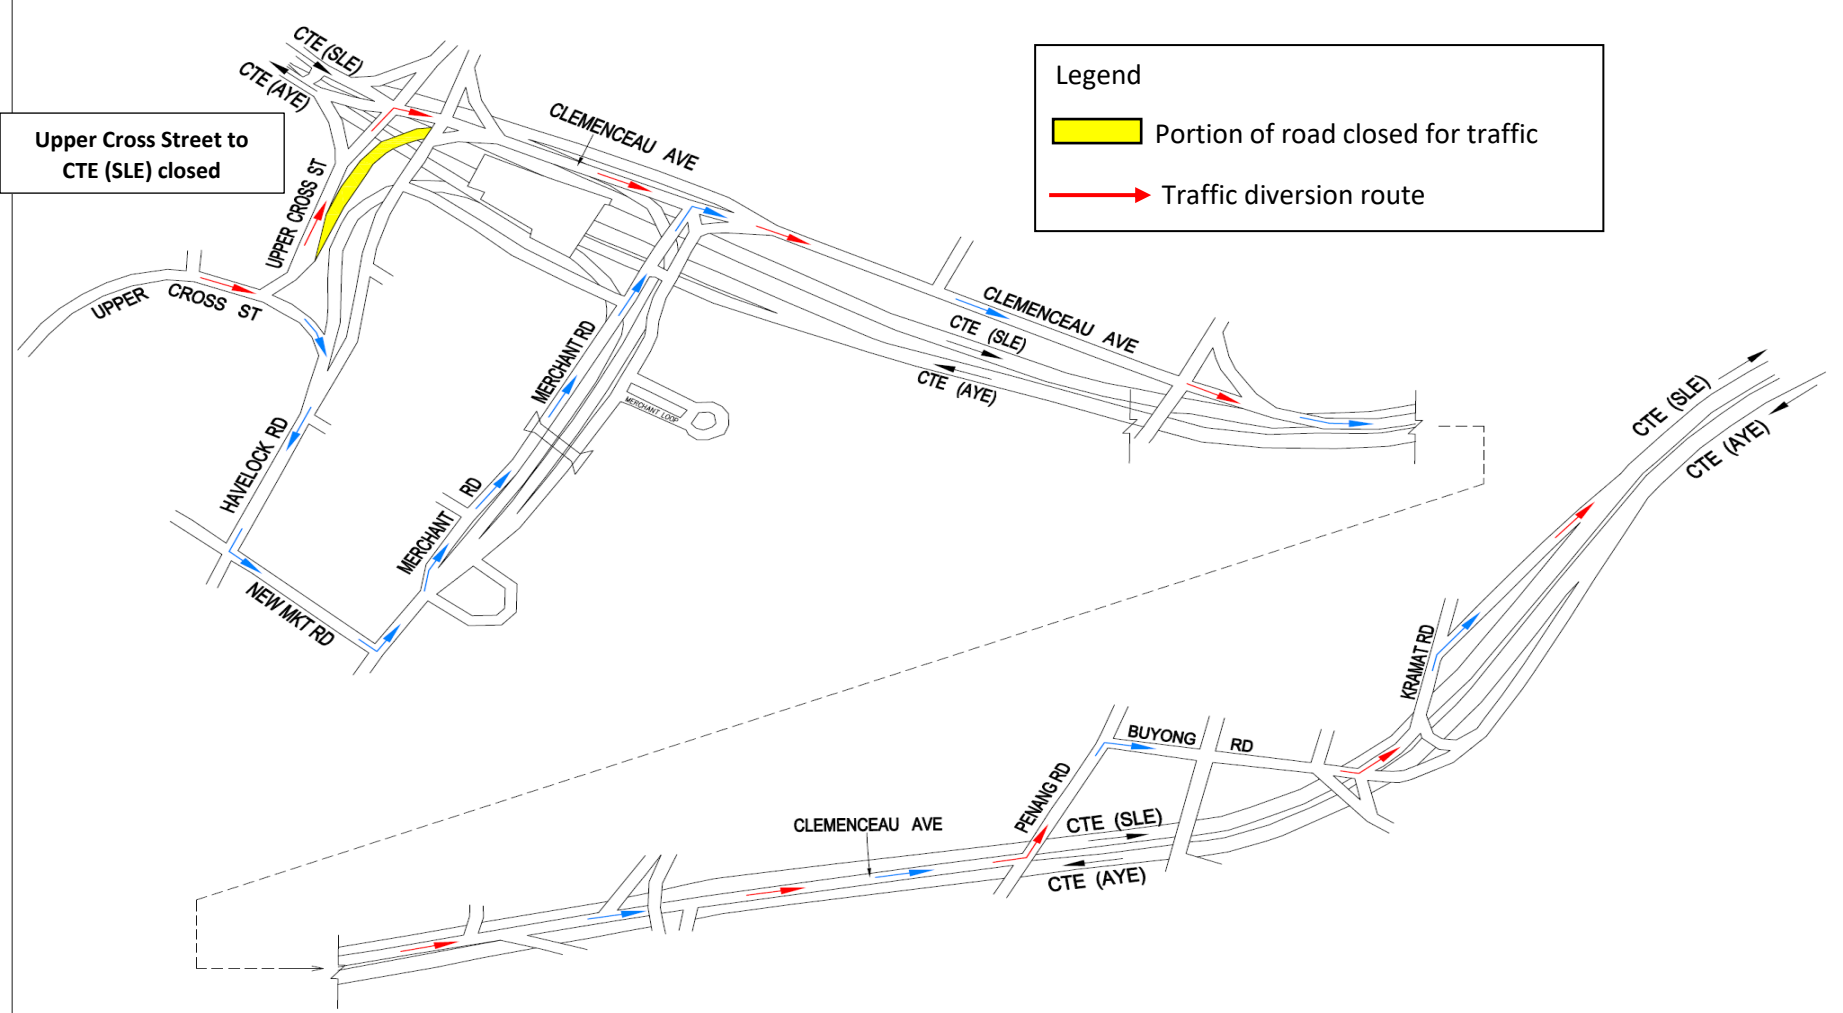 CTE (SLE)
CTE (AYE)
Upper Cross Street to
CTE (SLE) closed
CLEMENCEAU AVE
Legend
Portion of road closed for traffic
Traffic diversion route
UPPER CROSS ST
UPPER CROSS ST
CLEMENCEAU AVE
CTE (SLE)
CTE (AYE)
MERCHANT RD
MERCHANT LOOP
HAVELOCK RD
MERCHANT RD
NEW MKT RD
CTE (SLE)
CTE (AYE)
KRAMAT RD
BUYONG RD
PENANG RD
CLEMENCEAU AVE
CTE (SLE)
CTE (AYE)